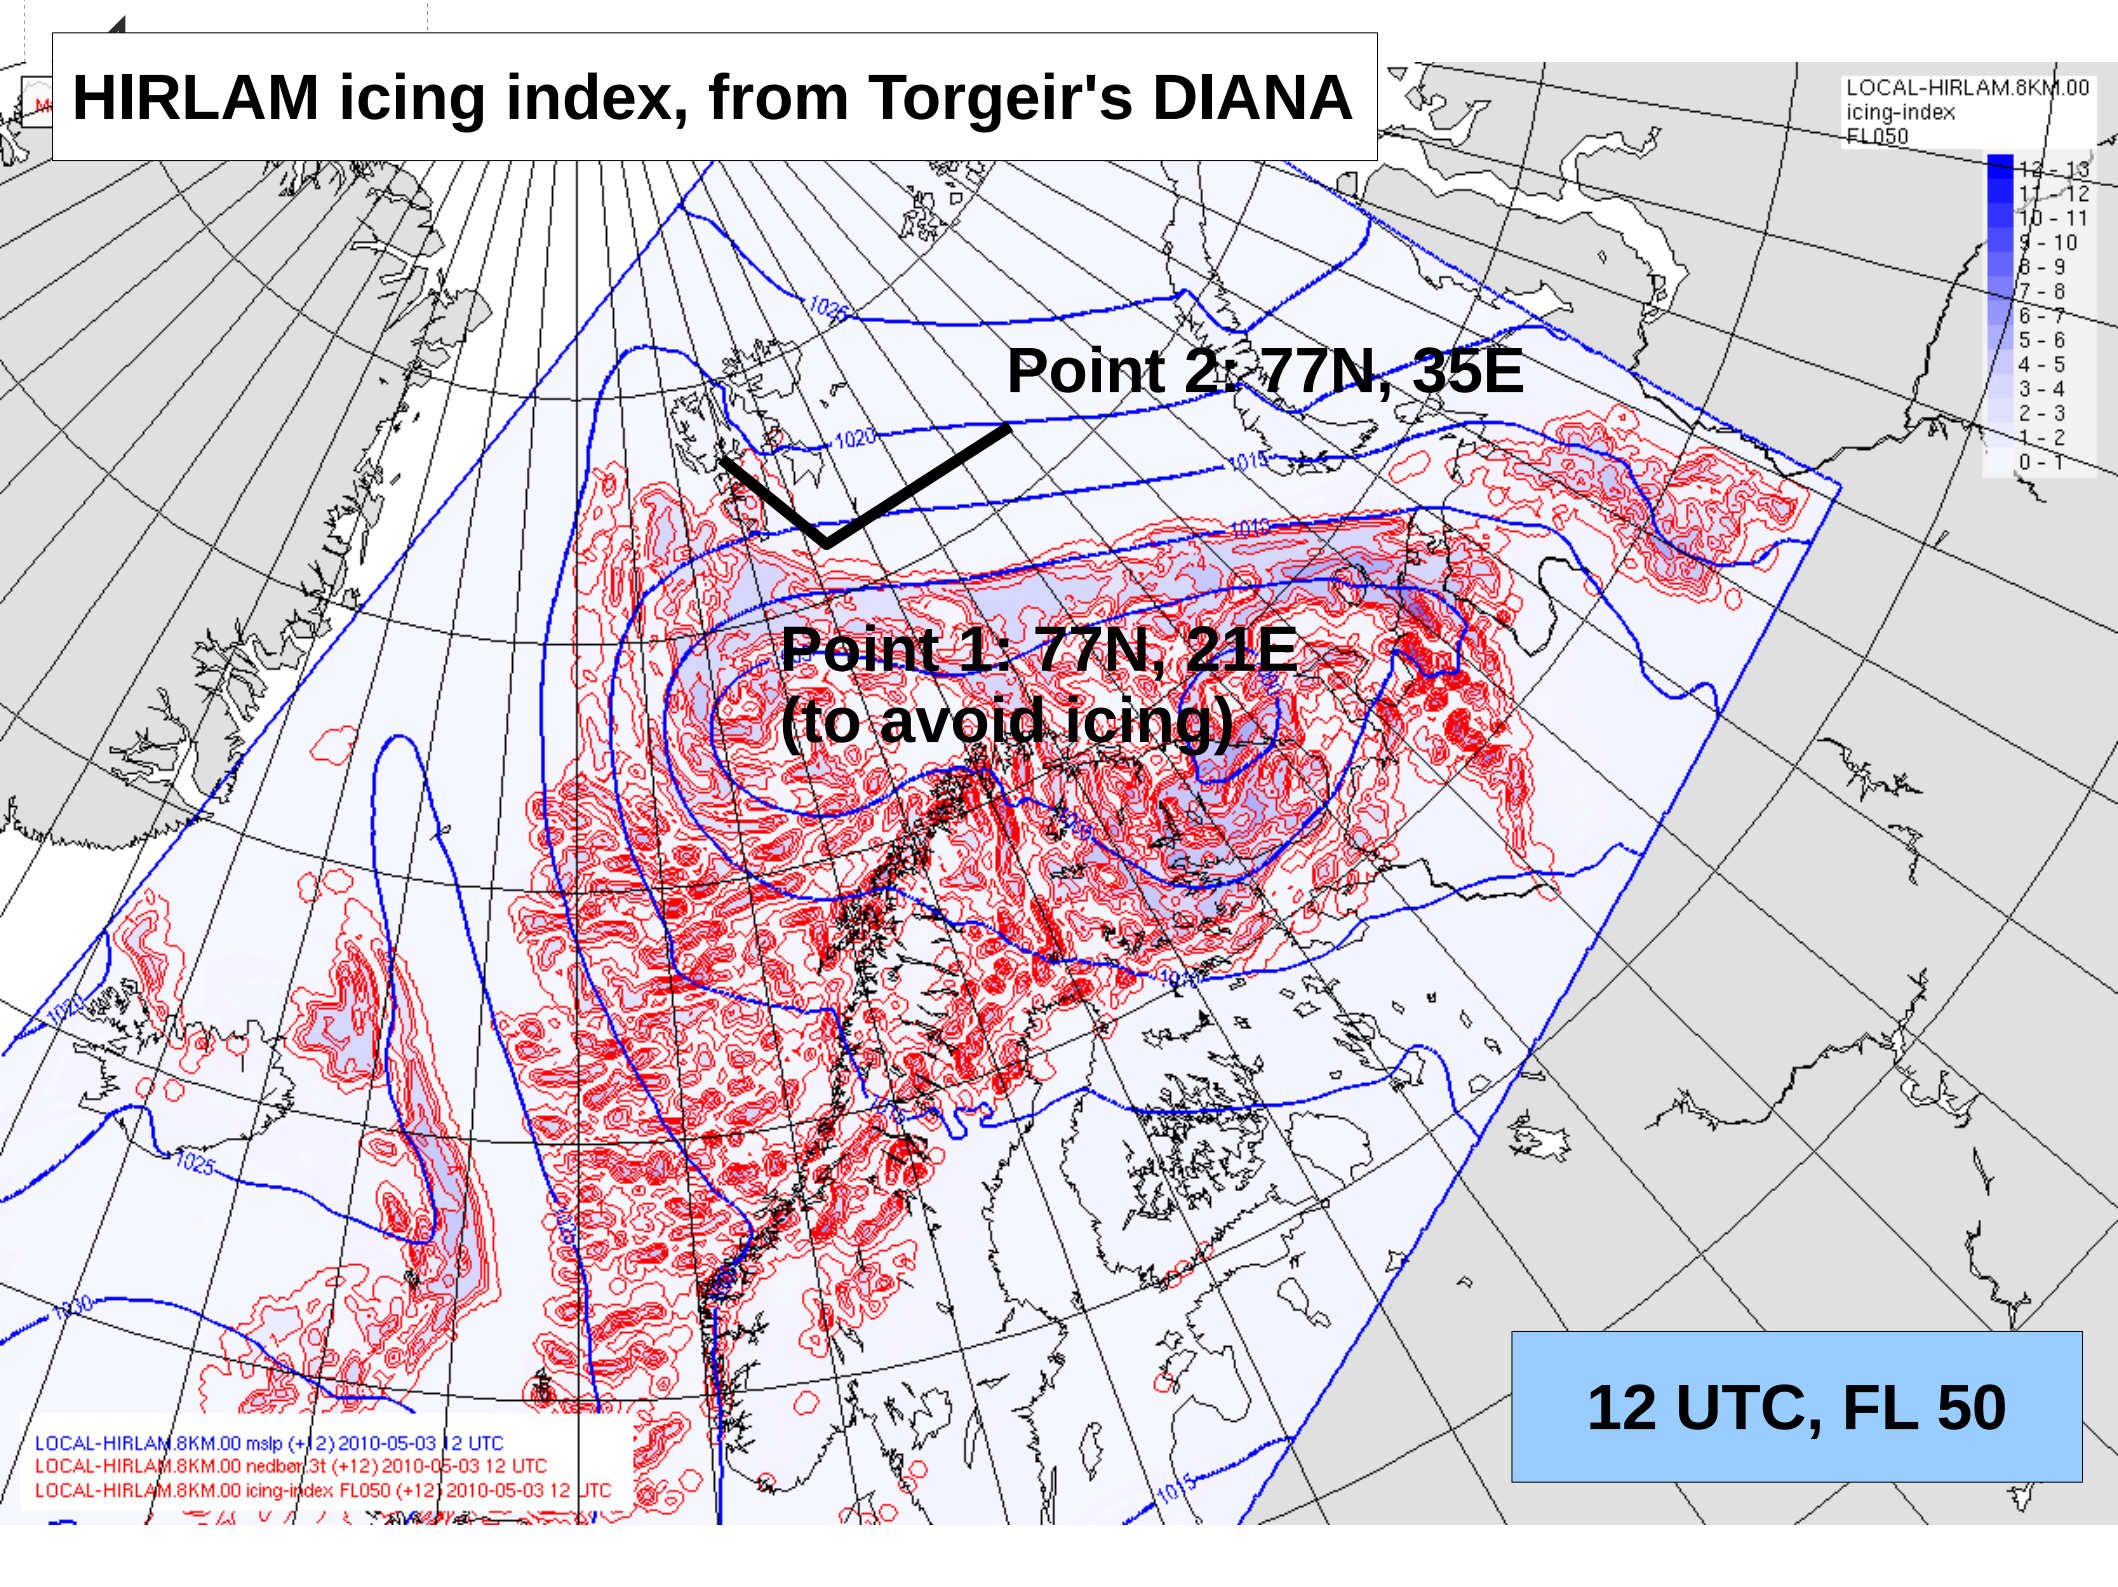 HIRLAM icing index, from Torgeir's DIANA
LOCAL-HIRLAM.8KM.00
icing-index
FL050
12 - 13
11 - 12
10 - 11
9 - 10
8 - 9
7 - 8
6 - 7
5 - 6
4 - 5
3 - 4
2 - 3
1 - 2
0 - 1
1025
Point 2: 77N, 35E
1020
1015
1010
Point 1: 77N, 21E
(to avoid icing)
1010
1020
1015
1025
1030
1015
12 UTC, FL 50
LOCAL-HIRLAM.8KM.00 mslp (+12) 2010-05-03 12 UTC
LOCAL-HIRLAM.8KM.00 nedbør.3t (+12) 2010-05-03 12 UTC
LOCAL-HIRLAM.8KM.00 icing-index FL050 (+12) 2010-05-03 12 UTC